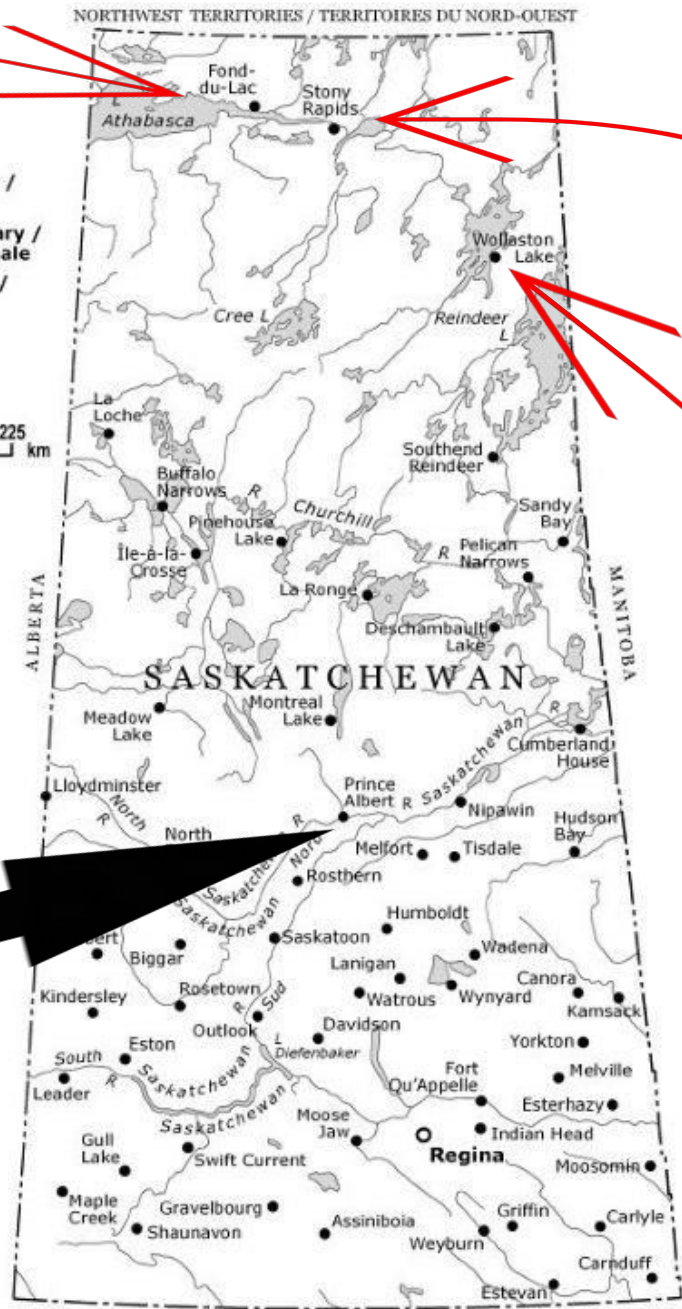 NORTHWEST TERRITORIES / TERRITOIRES DU NORD-OUEST
L
Athabasca
Fond-
du-Lac
Stony
Rapids
/
ary /
ale
/
Wollaston
Lake
Cree L
Reindeer
L
225
km
La
Loche
Southend
Reindeer
Buffalo
Narrows
R
Churchill
R
Pinehouse
Lake
Sandy
Bay
Île-à-la-
Crosse
Pelican
Narrows
La Ronge
Deschambault
Lake
ALBERTA
MANITOBA
SASKATCHEWAN
Meadow
Lake
Montreal
Lake
Cumberland
House
Lloydminster
Prince
Albert
R Saskatchewan R
Nipawin
North
R
North
Saskatchewan R
Nord
Saskatchewan
Hudson
Bay
Melfort
Tisdale
Rosthern
Humboldt
bert
Biggar
Saskatoon
Wadena
Lanigan
Watrous
Wynyard
Canora
Kamsack
Kindersley
Rosetown
R Sud
Outlook
Davidson
L
Diefenbaker
Yorkton
Eston
South
R
Saskatchewan
Saskatchewan
Leader
Fort
Qu'Appelle
Melville
Esterhazy
Moose
Jaw
Indian Head
Regina
Gull
Lake
Swift Current
Moosomin
Maple
Creek
Gravelbourg
Shaunavon
Assiniboia
Griffin
Weyburn
Carlyle
Carnduff
Estevan